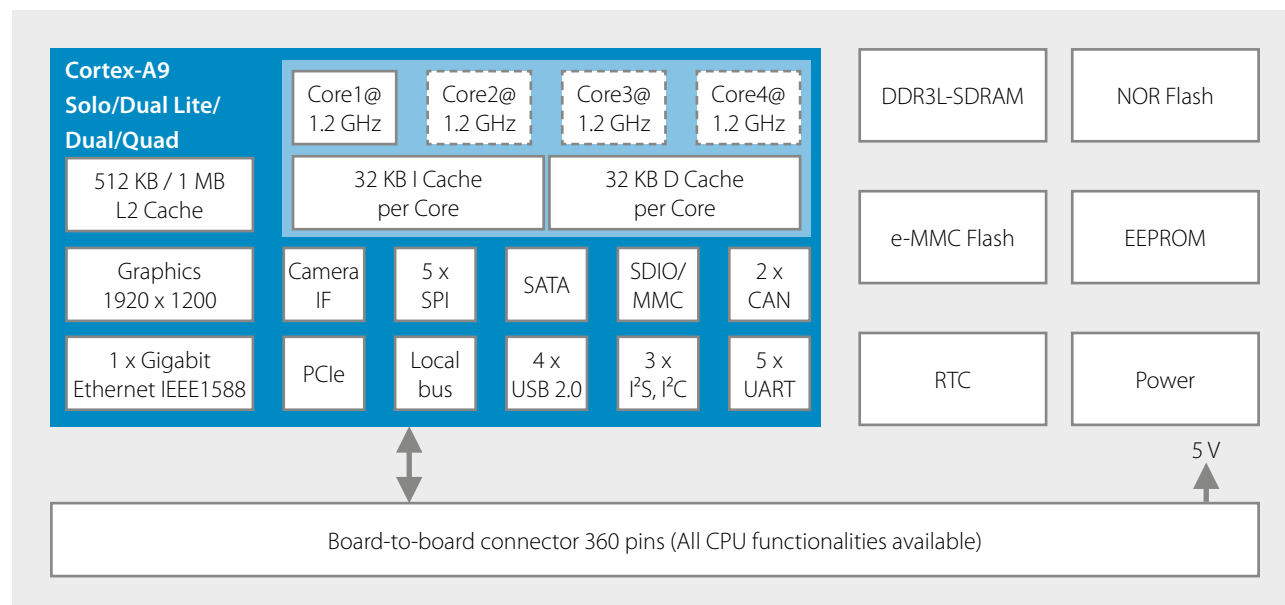 Cortex-A9
Solo/Dual Lite/
Dual/Quad
Core1@
1.2 GHz
Core2@
1.2 GHz
Core3@
1.2 GHz
Core4@
1.2 GHz
512 KB / 1 MB
L2 Cache
32 KB I Cache
per Core
32 KB D Cache
per Core
Graphics
1920 x 1200
Camera
IF
5 x
SPI
SATA
SDIO/
MMC
2 x
CAN
1 x Gigabit
Ethernet IEEE1588
PCIe
Local
bus
4 x
USB 2.0
3 x
I²S, I²C
5 x
UART
DDR3L-SDRAM
NOR Flash
e-MMC Flash
EEPROM
RTC
Power
5 V
Board-to-board connector 360 pins (All CPU functionalities available)